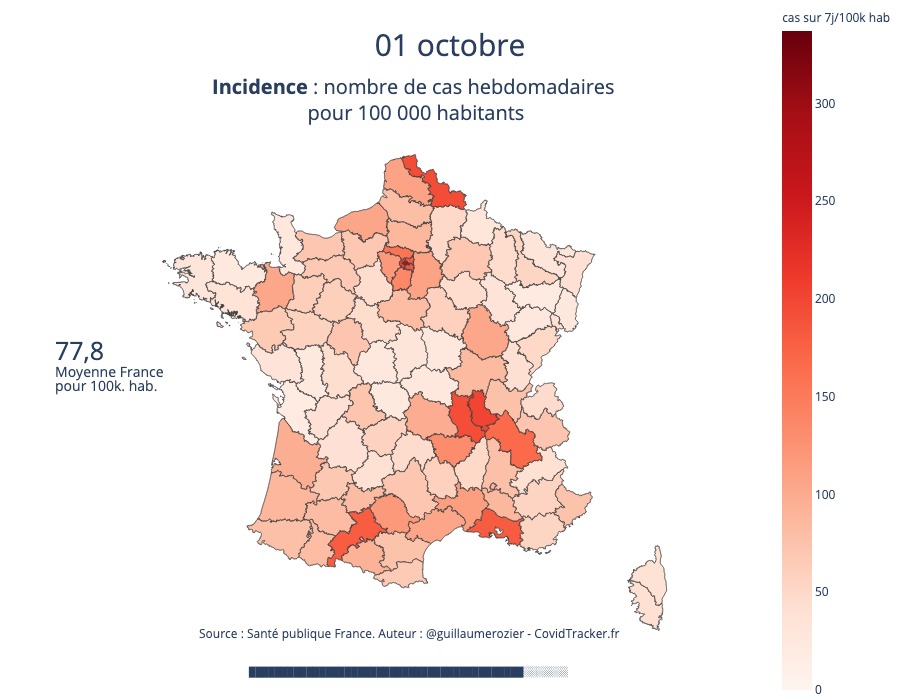 cas sur 7j/100k hab
01 octobre
Incidence : nombre de cas hebdomadaires
pour 100 000 habitants
300
250
200
77,8
Moyenne France
pour 100k. hab.
150
100
50
Source : Santé publique France. Auteur : @guillaumerozier - CovidTracker.fr
0